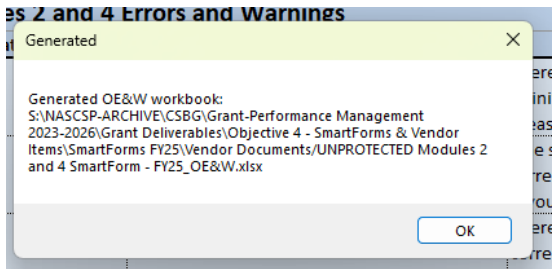 es 2 and 4 Errors and Warnings
Generated
Generated OE&W workbook:
S:\NASCSP-ARCHIVE\CSBG\Grant-Performance Management
2023-2026\Grant Deliverables\Objective 4 - SmartForms & Vendor
Items\SmartForms FY25\Vendor Documents/UNPROTECTED Modules 2
and 4 SmartForm - FY25_OE&W.xlsx
OK